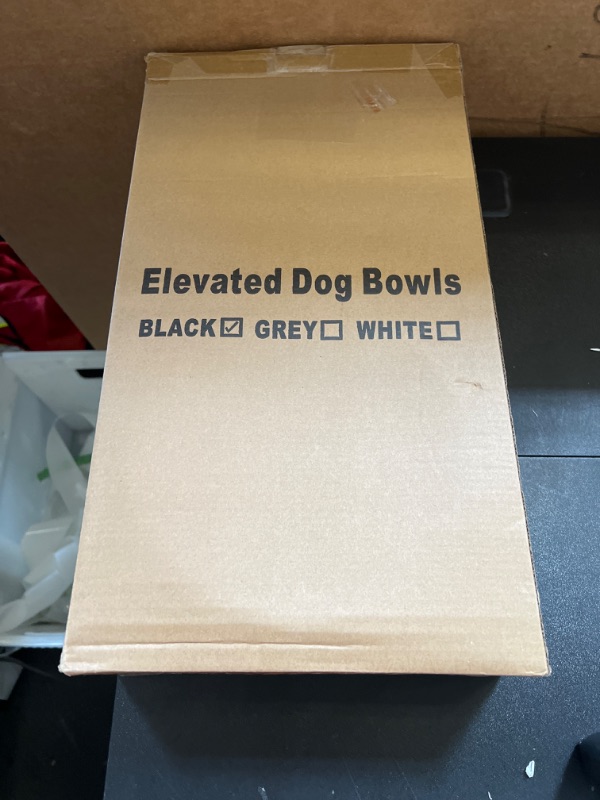 Elevated Dog Bowls
BLACK☑ GREY☐ WHITE☐